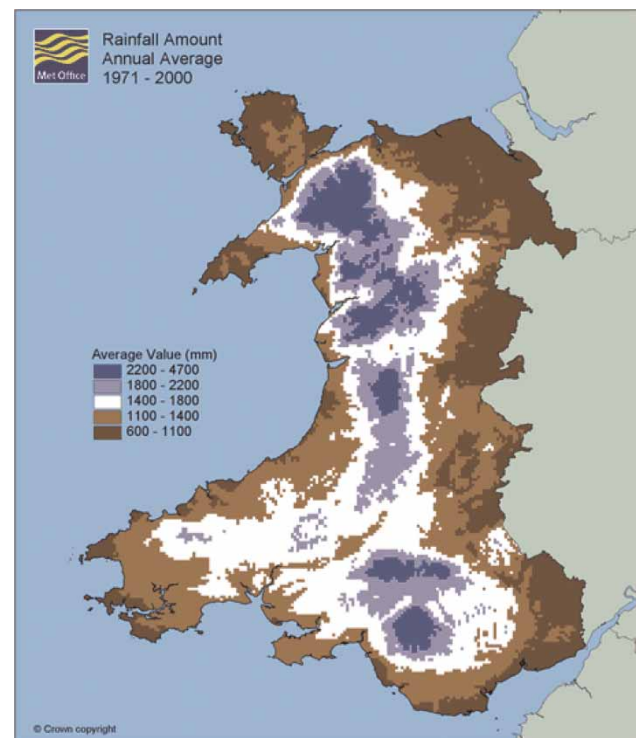 Met Office
Rainfall Amount
Annual Average
1971 - 2000
Average Value (mm)
2200 - 4700
1800 - 2200
1400 - 1800
1100 - 1400
600 - 1100
© Crown copyright